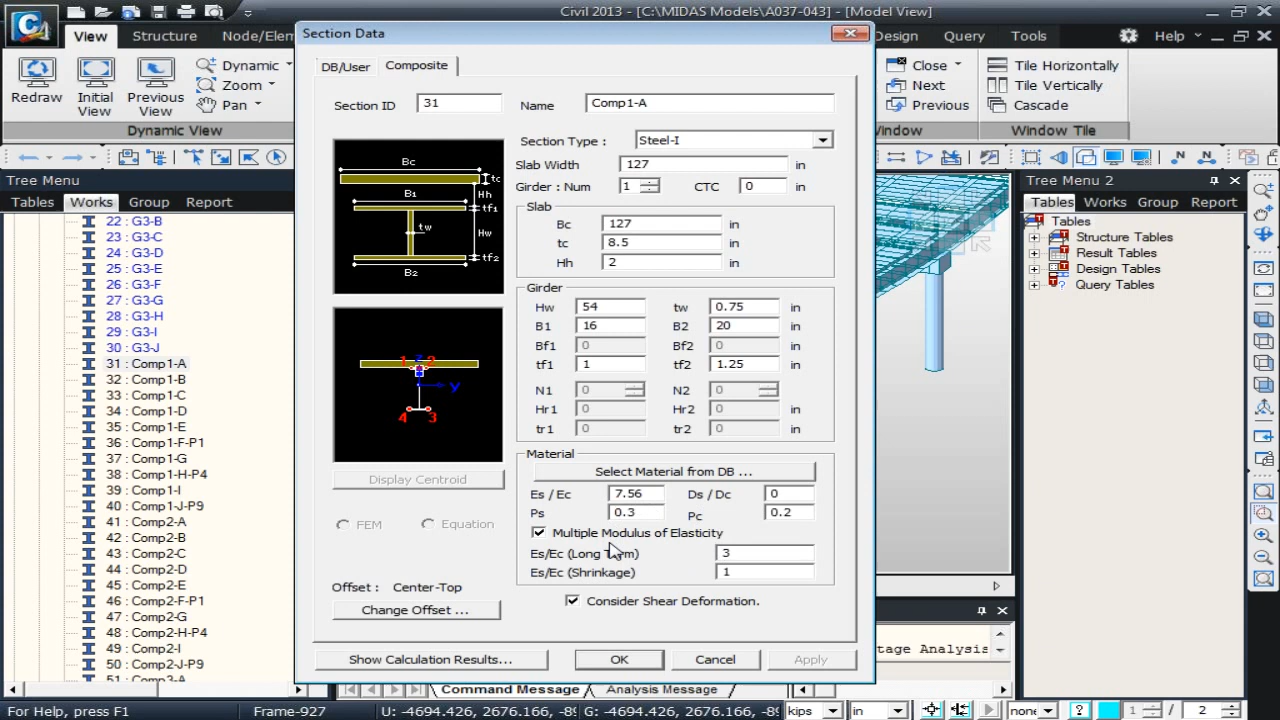 Civil 2013 - [C:\MIDAS Models\A037-043] - [Model View]
View
Structure
Node/Elem
Design
Query
Tools
Help
Redraw
Initial View
Previous View
Dynamic
Zoom
Pan
Dynamic View
Close
Next
Previous
Window
Tile Horizontally
Tile Vertically
Cascade
Window Tile
Tree Menu
Tables
Works
Group
Report
22 : G3-B
23 : G3-C
24 : G3-D
25 : G3-E
26 : G3-F
27 : G3-G
28 : G3-H
29 : G3-I
30 : G3-J
31 : Comp1-A
32 : Comp1-B
33 : Comp1-C
34 : Comp1-D
35 : Comp1-E
36 : Comp1-F-P1
37 : Comp1-G
38 : Comp1-H-P4
39 : Comp1-I
40 : Comp1-J-P9
41 : Comp2-A
42 : Comp2-B
43 : Comp2-C
44 : Comp2-D
45 : Comp2-E
46 : Comp2-F-P1
47 : Comp2-G
48 : Comp2-H-P4
49 : Comp2-I
50 : Comp2-J-P9
51 : Comp3-A
Section Data
DB/User
Composite
Section ID
31
Name
Comp1-A
Section Type :
Steel-I
Slab Width
127
in
Girder : Num
1
CTC
0
in
Slab
Bc
127
in
tc
8.5
in
Hh
2
in
Girder
Hw
54
tw
0.75
in
B1
16
B2
20
in
Bf1
0
Bf2
0
in
tf1
1
tf2
1.25
in
N1
0
N2
0
Hr1
0
Hr2
0
in
tr1
0
tr2
0
in
Material
Select Material from DB ...
Es / Ec
7.56
Ds / Dc
0
Ps
0.3
Pc
0.2
Multiple Modulus of Elasticity
Es/Ec (Long Term)
3
Es/Ec (Shrinkage)
1
Consider Shear Deformation.
Bc
tc
Hh
B1
tf1
tw
Hw
tf2
B2
1
2
Z
Y
4
3
Display Centroid
FEM
Equation
Offset :
Center-Top
Change Offset ...
Show Calculation Results...
OK
Cancel
Apply
Tree Menu 2
Tables
Works
Group
Report
Tables
Structure Tables
Result Tables
Design Tables
Query Tables
tage Analysis
Command Message
Analysis Message
For Help, press F1
Frame-927
U: -4694.426, 2676.166, -89
G: -4694.426, 2676.166, -89
kips
in
none
1
/ 2